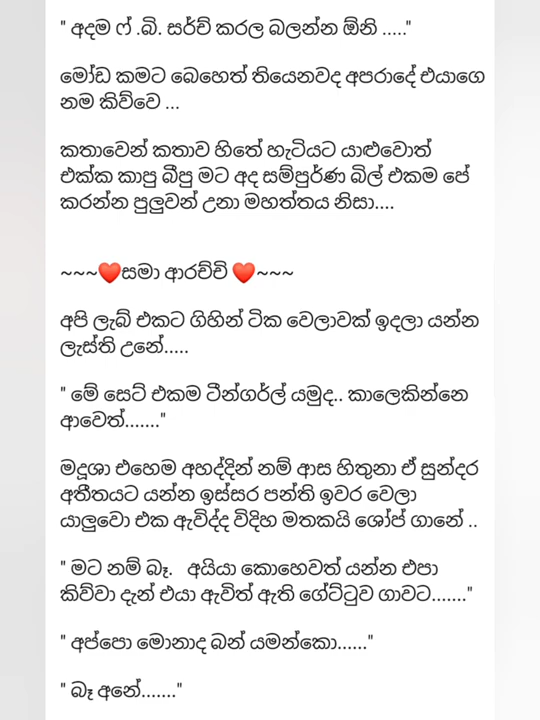 " අදම ෆ් .බි. සර්ච් කරල බලන්න ඕනි ....."
මෝඩ කමට බෙහෙත් තියෙනවද අපරාදේ එයාගෙ
නම කිව්වෙ ...
කතාවෙන් කතාව හිතේ හැටියට යාළුවොත්
එක්ක කාපු බීපු මට අද සම්පුර්ණ බිල් එකම පේ
කරන්න පුලුවන් උනා මහත්තය නිසා....
~~~❤️සමා ආරච්චි ❤️~~~
අපි ලැබ් එකට ගිහින් ටික වෙලාවක් ඉදලා යන්න
ලැස්ති උනේ.....
" මේ සෙට් එකම ටීන්ගර්ල් යමුද.. කාලෙකින්නෙ
ආවෙත්......."
මදූශා එහෙම අහද්දින් නම් ආස හිතුනා ඒ සුන්දර
අතීතයට යන්න ඉස්සර පන්ති ඉවර වෙලා
යාලුවො එක ඇවිද්ද විදිහ මතකයි ශෝප් ගානේ ..
" මට නම් බෑ.   අයියා කොහෙවත් යන්න එපා
කිව්වා දැන් එයා ඇවිත් ඇති ගේට්ටුව ගාවට......."
" අප්පො මොනාද බන් යමන්කො......"
" බෑ අනේ......."